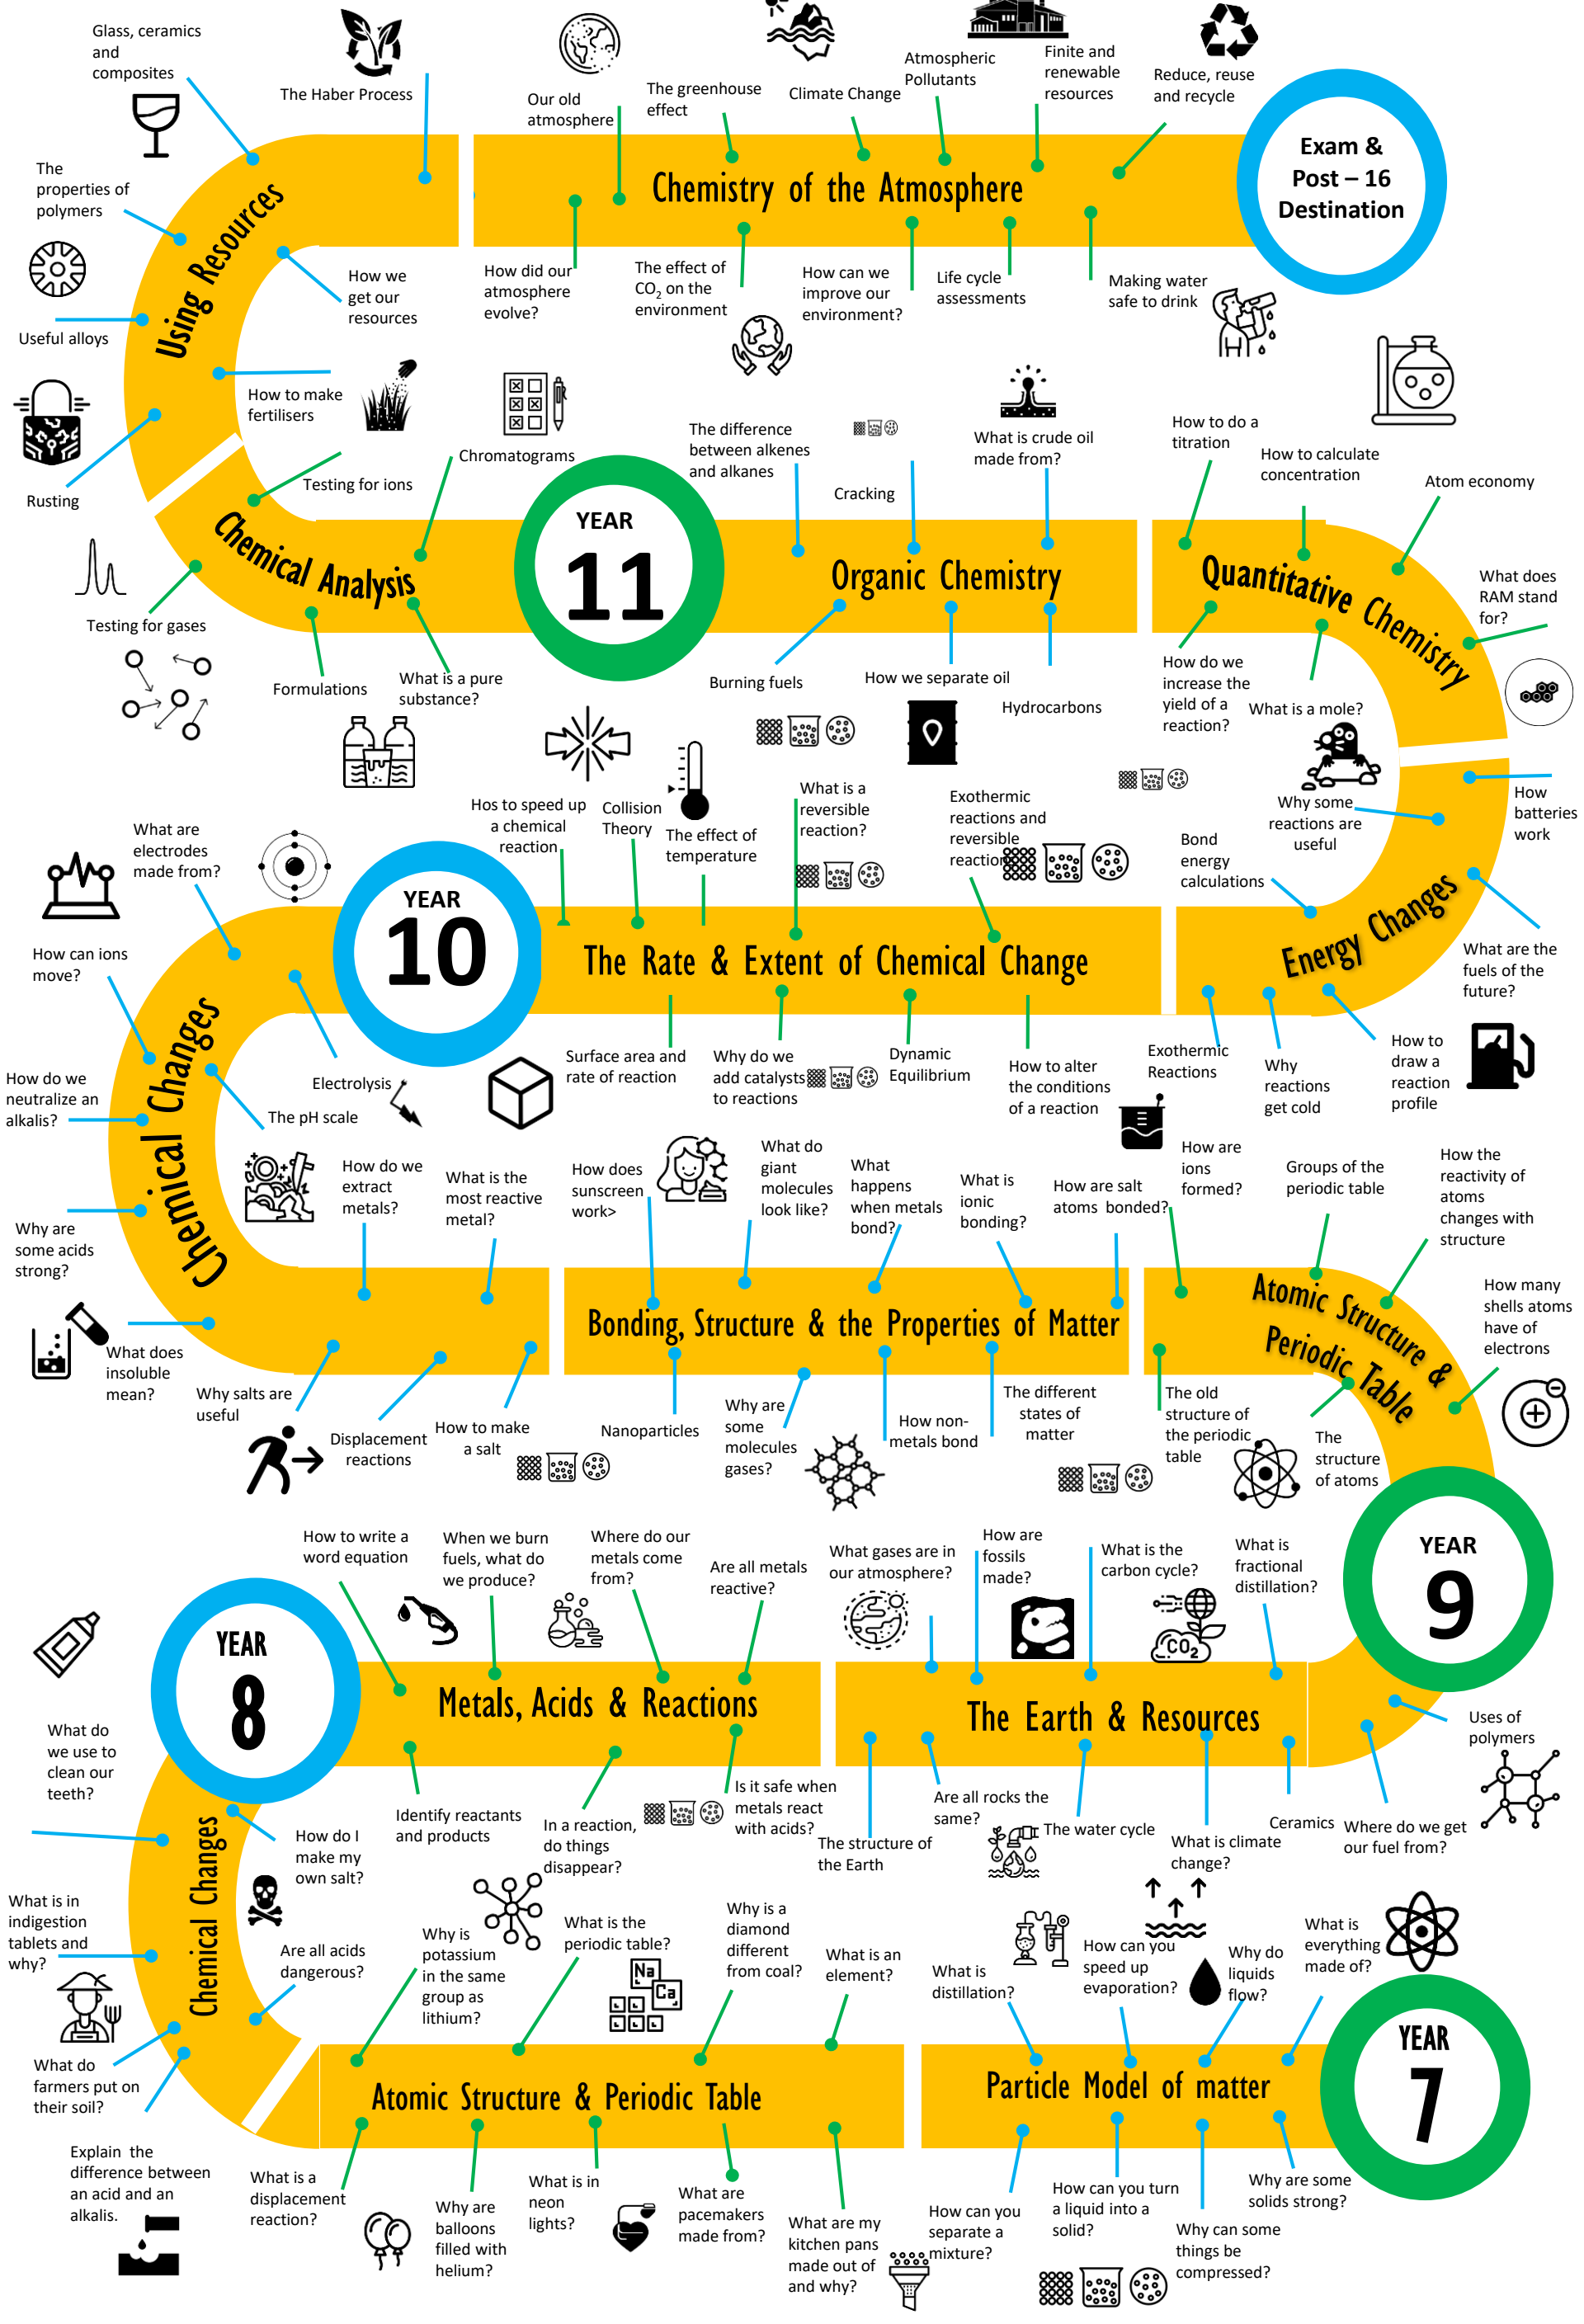 Glass, ceramics
and
composites
The Haber Process
Our old
atmosphere
The greenhouse
effect
Climate Change
Atmospheric
Pollutants
Finite and
renewable
resources
Reduce, reuse
and recycle
Exam &
Post – 16
Destination
Chemistry of the Atmosphere
The
properties of
polymers
Using Resources
How we
get our
resources
How did our
atmosphere
evolve?
The effect of
CO2 on the
environment
How can we
improve our
environment?
Life cycle
assessments
Making water
safe to drink
Useful alloys
How to make
fertilisers
Rusting
Testing for ions
Chromatograms
The difference
between alkenes
and alkanes
Cracking
What is crude oil
made from?
How to do a
titration
How to calculate
concentration
Atom economy
What does
RAM stand
for?
Chemical Analysis
YEAR
11
Organic Chemistry
Quantitative Chemistry
Testing for gases
Formulations
What is a pure
substance?
Burning fuels
How we separate oil
Hydrocarbons
How do we
increase the
yield of a
reaction?
What is a mole?
Hos to speed up
a chemical
reaction
Collision
Theory
The effect of
temperature
What is a
reversible
reaction?
Exothermic
reactions and
reversible
reaction
Bond
energy
calculations
Why some
reactions are
useful
How
batteries
work
What are
electrodes
made from?
YEAR
10
The Rate & Extent of Chemical Change
Energy Changes
How can ions
move?
What are the
fuels of the
future?
Chemical Changes
How do we
neutralize an
alkalis?
Electrolysis
The pH scale
Surface area and
rate of reaction
Why do we
add catalysts
to reactions
Dynamic
Equilibrium
How to alter
the conditions
of a reaction
Exothermic
Reactions
Why
reactions
get cold
How to
draw a
reaction
profile
Why are
some acids
strong?
How do we
extract
metals?
What is the
most reactive
metal?
How does
sunscreen
work>
What do
giant
molecules
look like?
What
happens
when metals
bond?
What is
ionic
bonding?
How are salt
atoms bonded?
How are
ions
formed?
Groups of the
periodic table
How the
reactivity of
atoms
changes with
structure
How many
shells atoms
have of
electrons
Bonding, Structure & the Properties of Matter
Atomic Structure &
Periodic Table
What does
insoluble
mean?
Why salts are
useful
Displacement
reactions
How to make
a salt
Nanoparticles
Why are
some
molecules
gases?
How non-
metals bond
The different
states of
matter
The old
structure of
the periodic
table
The
structure
of atoms
YEAR
9
How to write a
word equation
When we burn
fuels, what do
we produce?
Where do our
metals come
from?
Are all metals
reactive?
What gases are in
our atmosphere?
How are
fossils
made?
What is the
carbon cycle?
CO2
What is
fractional
distillation?
YEAR
8
Metals, Acids & Reactions
The Earth & Resources
What do
we use to
clean our
teeth?
Uses of
polymers
Identify reactants
and products
In a reaction,
do things
disappear?
Is it safe when
metals react
with acids?
The structure of
the Earth
Are all rocks the
same?
The water cycle
What is climate
change?
Ceramics
Where do we get
our fuel from?
Chemical Changes
How do I
make my
own salt?
What is in
indigestion
tablets and
why?
Are all acids
dangerous?
Why is
potassium
in the same
group as
lithium?
What is the
periodic table?
Na
Ca
Why is a
diamond
different
from coal?
What is an
element?
What is
distillation?
How can you
speed up
evaporation?
Why do
liquids
flow?
What is
everything
made of?
YEAR
7
What do
farmers put on
their soil?
Atomic Structure & Periodic Table
Particle Model of matter
Explain the
difference between
an acid and an
alkalis.
What is a
displacement
reaction?
Why are
balloons
filled with
helium?
What is in
neon
lights?
What are
pacemakers
made from?
What are my
kitchen pans
made out of
and why?
How can you
separate a
mixture?
How can you turn
a liquid into a
solid?
Why can some
things be
compressed?
Why are some
solids strong?